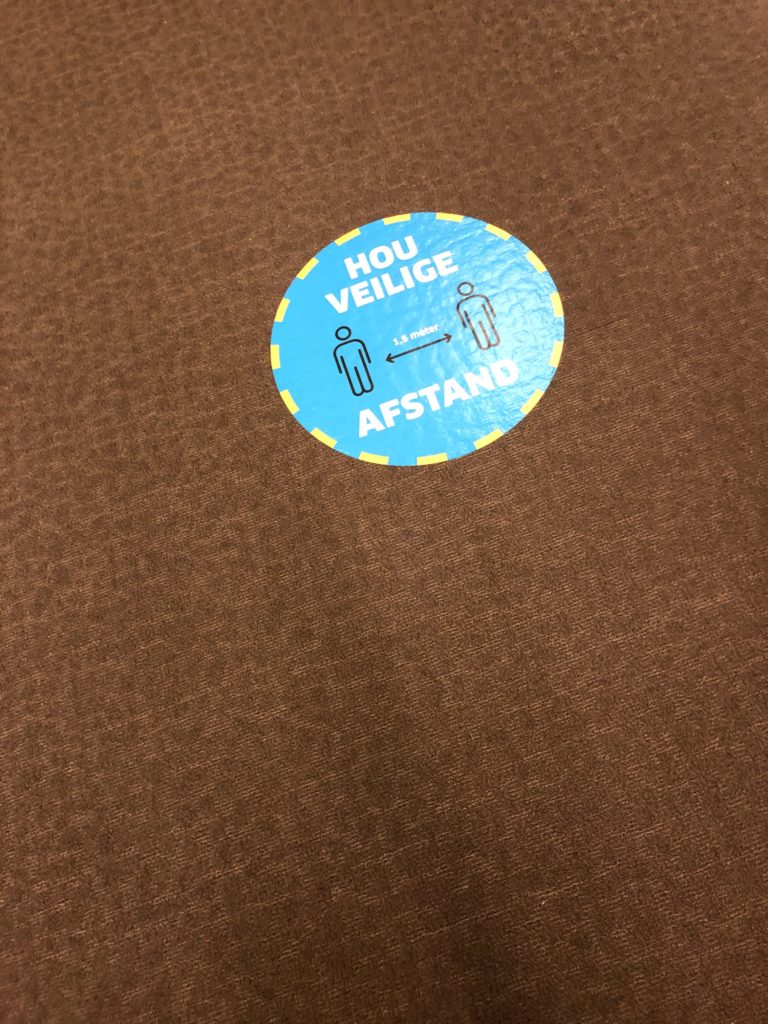 HOU
VEILIGE
1,5 meter
AFSTAND